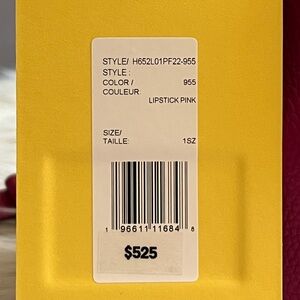 STYLE/ H652L01PF22-955
STYLE :
COLOR / 955
COULEUR:
LIPSTICK PINK
SIZE/
TAILLE: 1SZ
1 96611 11684 8
$525